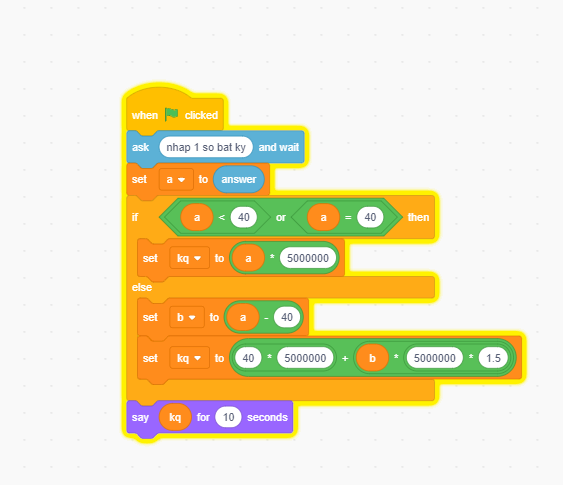 when clicked
ask nhap 1 so bat ky and wait
set a to answer
if a < 40 or a = 40 then
set kq to a * 5000000
else
set b to a - 40
set kq to 40 * 5000000 + b * 5000000 * 1.5
say kq for 10 seconds